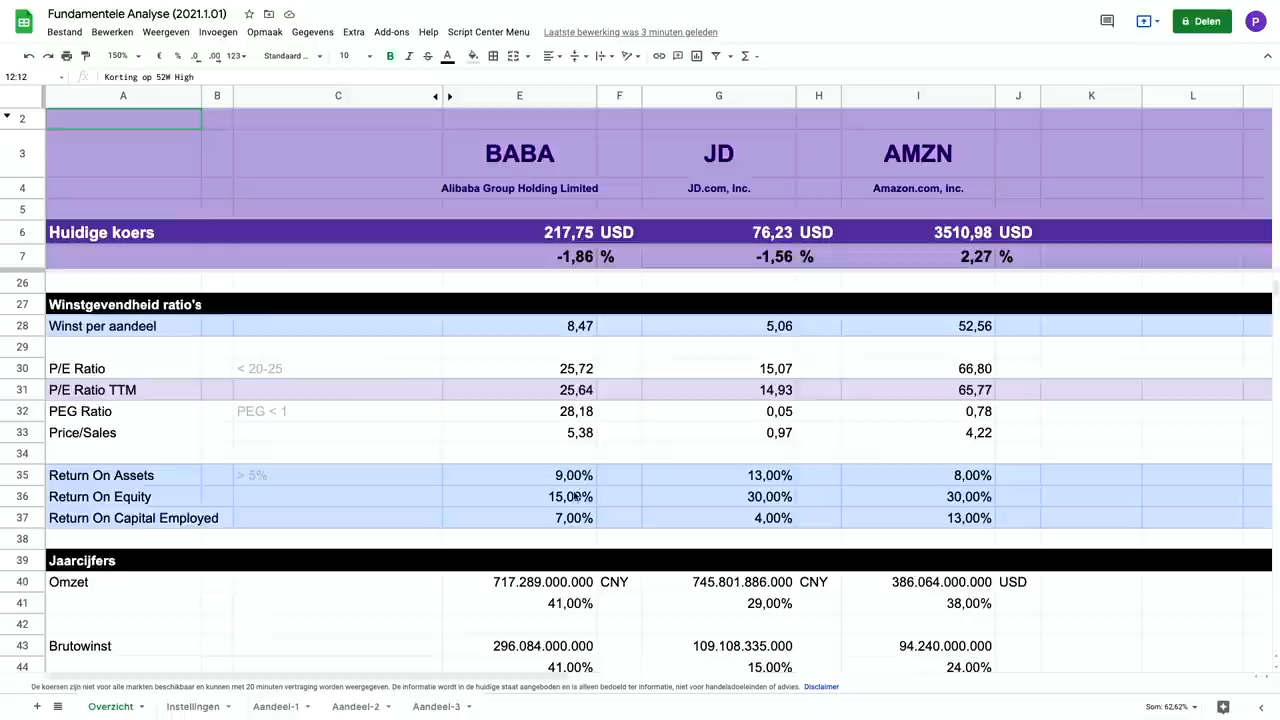 Fundamentele Analyse (2021.1.01)
Bestand Bewerken Weergeven Invoegen Opmaak Gegevens Extra Add-ons Help Script Center Menu Laatste bewerking was 3 minuten geleden
Delen P
150% € % .0 .00 123 Standaard ... 10 B I S A Σ
12:12 fx Korting op 52W High
A B C E F G H I J K L
2
3 BABA JD AMZN
4 Alibaba Group Holding Limited JD.com, Inc. Amazon.com, Inc.
5
6 Huidige koers 217,75 USD 76,23 USD 3510,98 USD
7 -1,86 % -1,56 % 2,27 %
26
27 Winstgevendheid ratio's
28 Winst per aandeel 8,47 5,06 52,56
29
30 P/E Ratio < 20-25 25,72 15,07 66,80
31 P/E Ratio TTM 25,64 14,93 65,77
32 PEG Ratio PEG < 1 28,18 0,05 0,78
33 Price/Sales 5,38 0,97 4,22
34
35 Return On Assets > 5% 9,00% 13,00% 8,00%
36 Return On Equity 15,00% 30,00% 30,00%
37 Return On Capital Employed 7,00% 4,00% 13,00%
38
39 Jaarcijfers
40 Omzet 717.289.000.000 CNY 745.801.886.000 CNY 386.064.000.000 USD
41 41,00% 29,00% 38,00%
42
43 Brutowinst 296.084.000.000 109.108.335.000 94.240.000.000
44 41,00% 15,00% 24,00%
De koersen zijn niet voor alle markten beschikbaar en kunnen met 20 minuten vertraging worden weergegeven. De informatie wordt in de huidige staat aangeboden en is alleen bedoeld ter informatie, niet voor handelsdoeleinden of advies. Disclaimer
Overzicht Instellingen Aandeel-1 Aandeel-2 Aandeel-3 Som: 62,62%